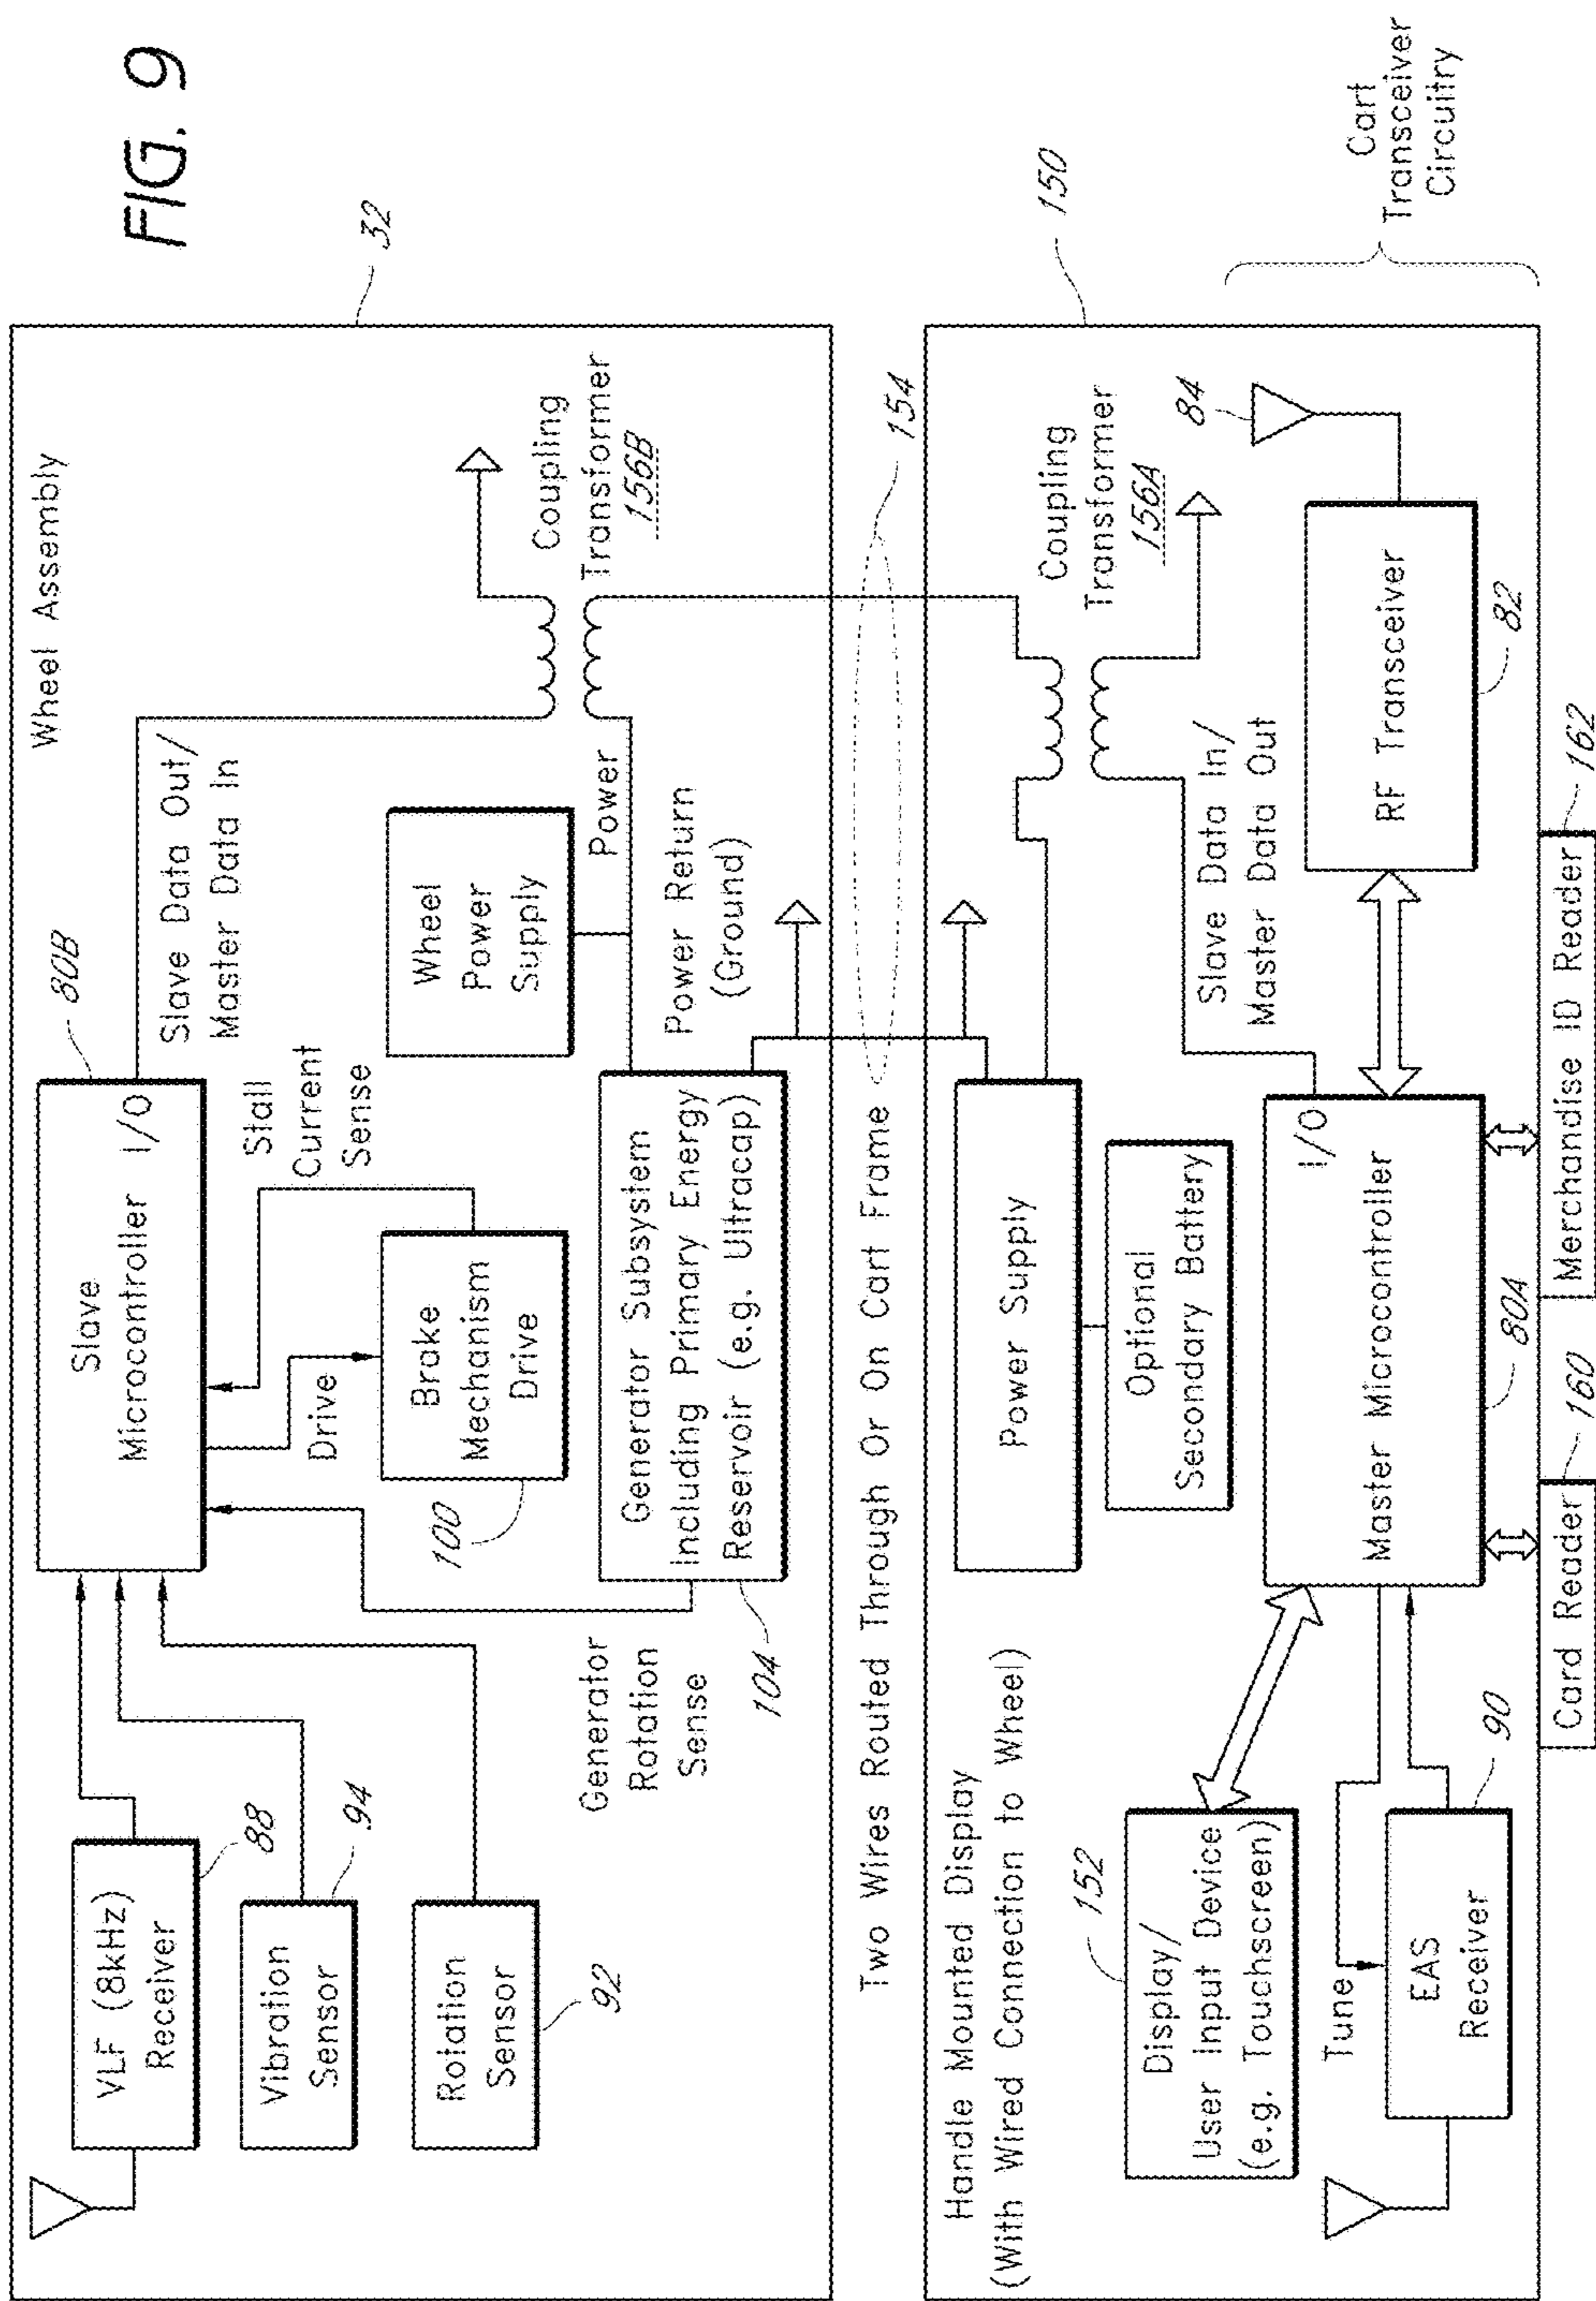 FIG. 9
Wheel Assembly
32
VLF (8kHz)
Receiver
88
Vibration
Sensor
94
Rotation
Sensor
92
Slave
Microcontroller
I/O
80B
Slave Data Out/
Master Data In
Stall
Current
Sense
Drive
Brake
Mechanism
Drive
100
Generator
Rotation
Sense
Generator Subsystem
Including Primary Energy
Reservoir (e.g. Ultracap)
104
Wheel
Power
Supply
Power
Power Return
(Ground)
Coupling
Transformer
156B
Two Wires Routed Through Or On Cart Frame
154
Handle Mounted Display
(With Wired Connection to Wheel)
150
Display/
User Input Device
(e.g. Touchscreen)
152
Tune
EAS
Receiver
90
Power Supply
Optional
Secondary Battery
I/O
Master Microcontroller
80A
Slave Data In/
Master Data Out
Coupling
Transformer
156A
84
RF Transceiver
82
Cart
Transceiver
Circuitry
Card Reader
160
Merchandise ID Reader
162